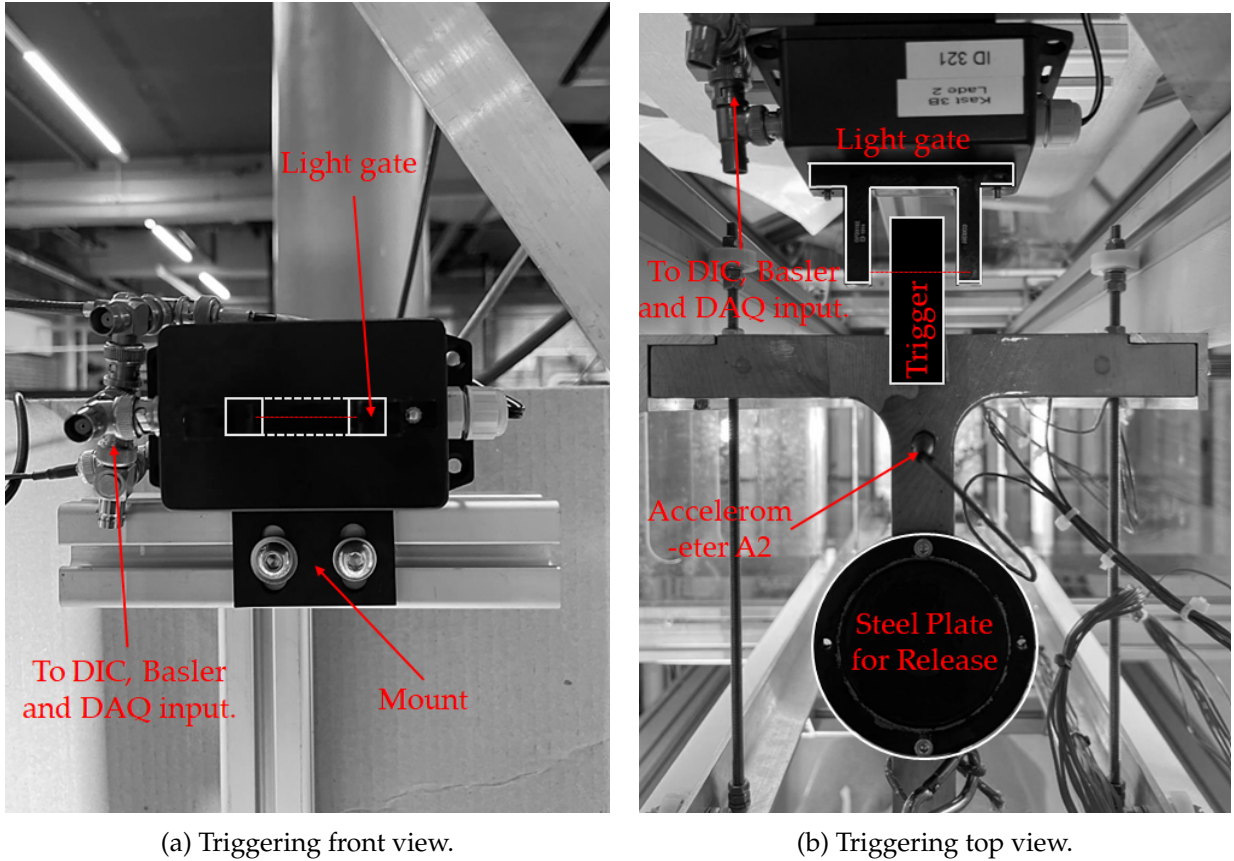 Light gate
To DIC, Basler
and DAQ input.
Mount
(a) Triggering front view.
ID 321
Kast 3B
Lade 2
Light gate
To DIC, Basler
and DAQ input.
Trigger
Accelerom
-eter A2
Steel Plate
for Release
(b) Triggering top view.